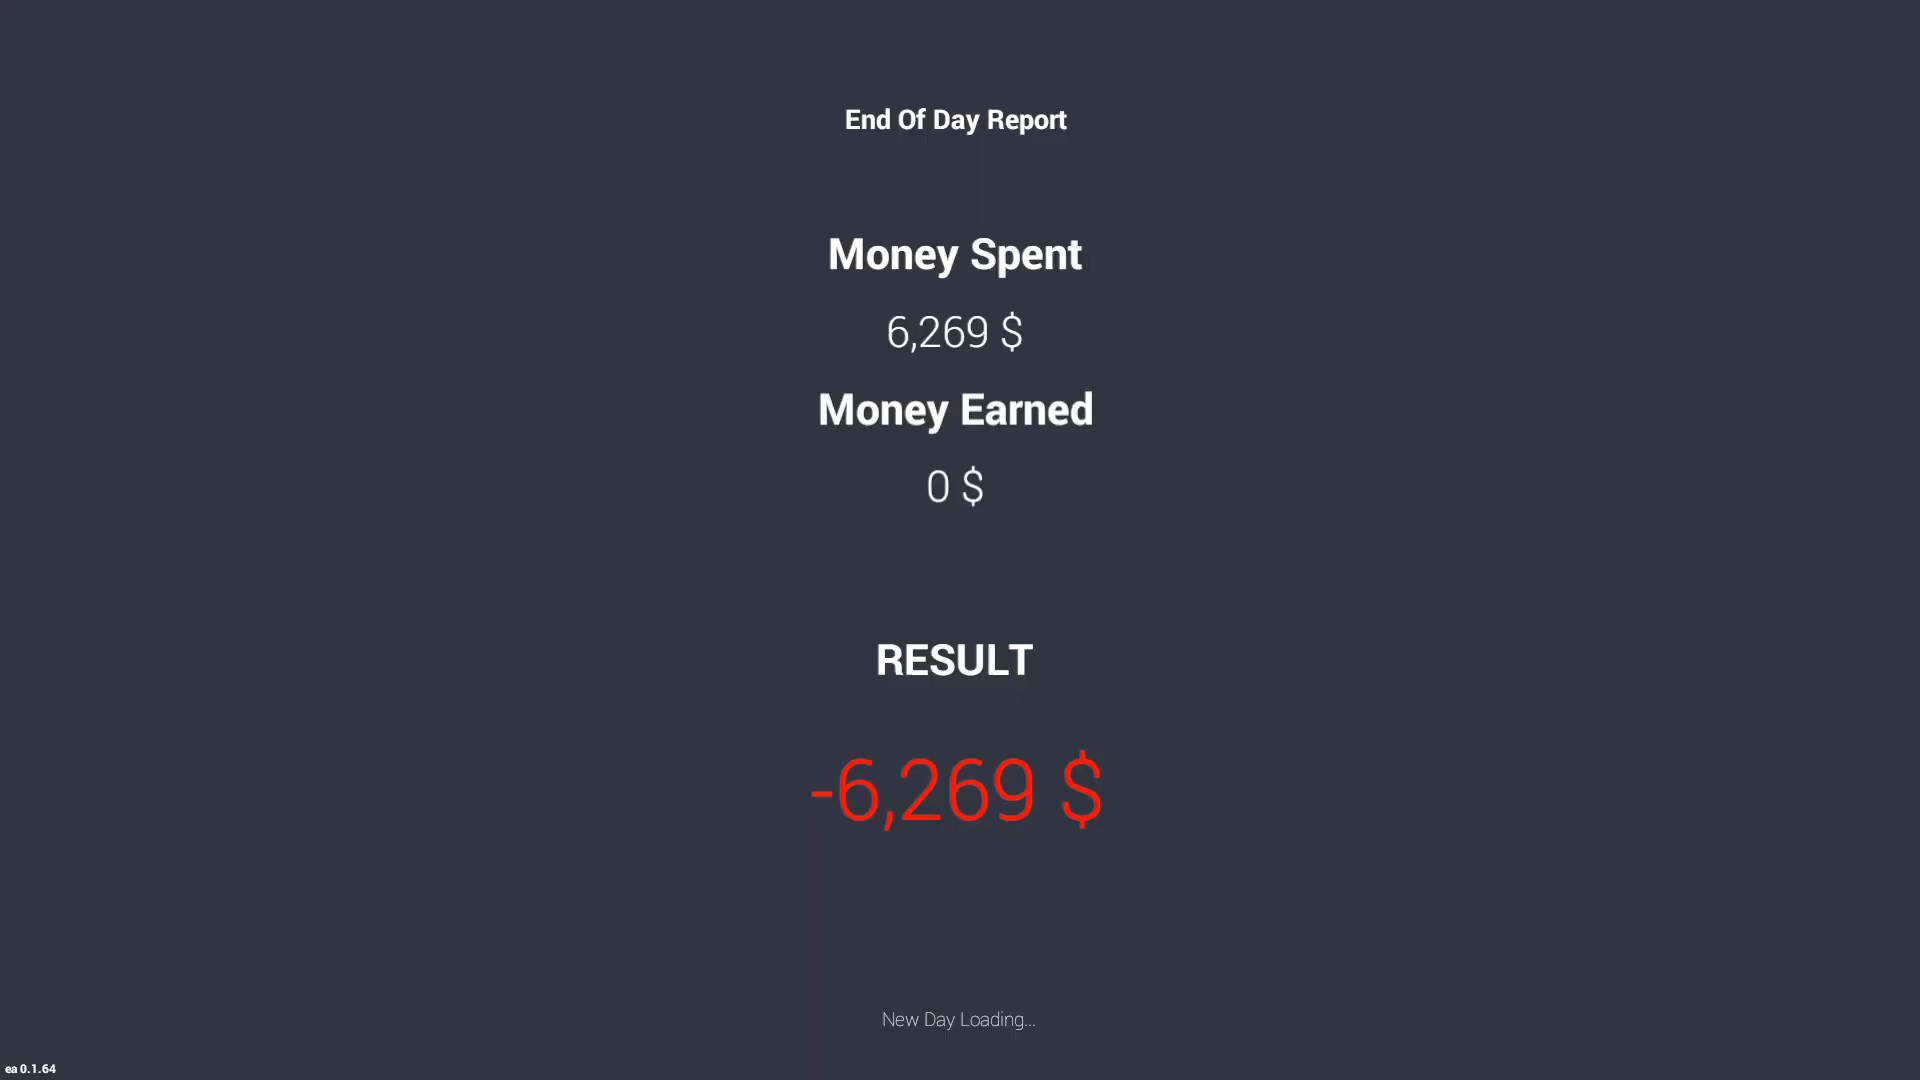 End Of Day Report
Money Spent
6,269 $
Money Earned
0 $
RESULT
-6,269 $
New Day Loading...
ea 0.1.64